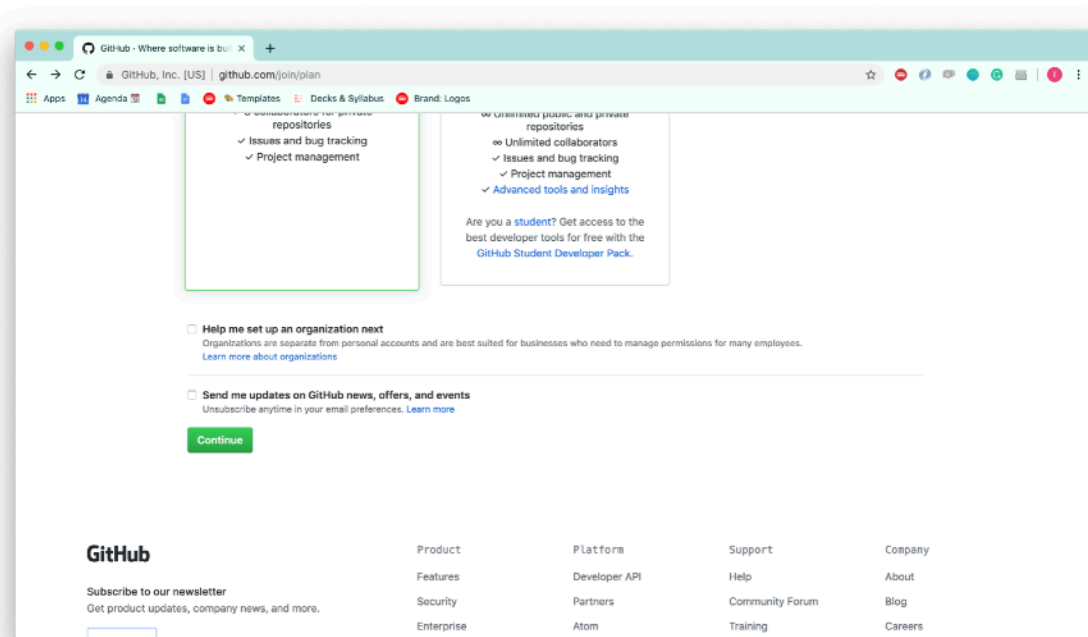 GitHub - Where software is bui
GitHub, Inc. [US] | github.com/join/plan
Apps
Agenda
Templates
Decks & Syllabus
Brand: Logos
repositories
✓ Issues and bug tracking
✓ Project management
∞ Unlimited public and private
repositories
∞ Unlimited collaborators
✓ Issues and bug tracking
✓ Project management
✓ Advanced tools and insights
Are you a student? Get access to the
best developer tools for free with the
GitHub Student Developer Pack.
Help me set up an organization next
Organizations are separate from personal accounts and are best suited for businesses who need to manage permissions for many employees.
Learn more about organizations
Send me updates on GitHub news, offers, and events
Unsubscribe anytime in your email preferences. Learn more
Continue
GitHub
Subscribe to our newsletter
Get product updates, company news, and more.
Product
Features
Security
Enterprise
Platform
Developer API
Partners
Atom
Support
Help
Community Forum
Training
Company
About
Blog
Careers